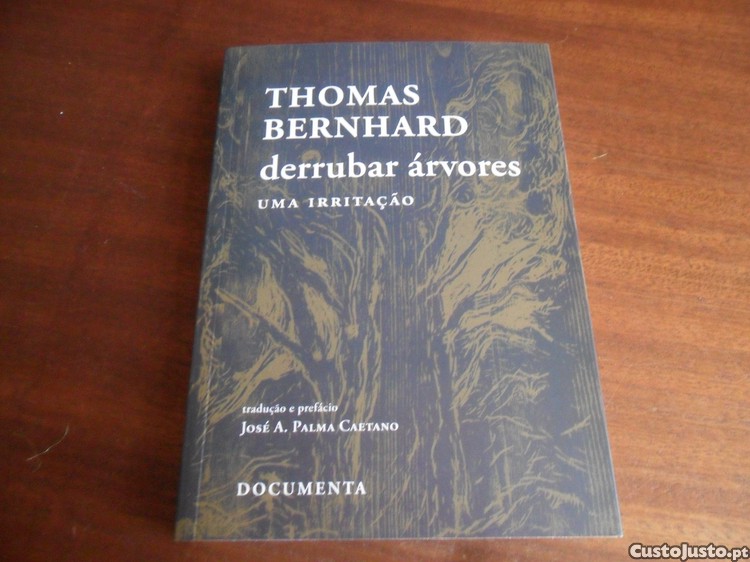 THOMAS
BERNHARD
derrubar árvores
UMA IRRITAÇÃO
tradução e prefácio
José A. Palma Caetano
DOCUMENTA
CustoJusto.pt